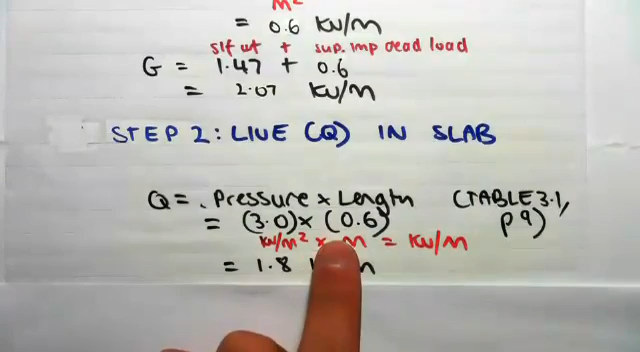 m²
= 0.6 kN/m
slf wt + sup. imp dead load
G = 1.47 + 0.6
= 2.07 kN/m
STEP 2: LIVE (Q) IN SLAB
Q = Pressure × Length (TABLE 3.1,
= (3.0) × (0.6) p9)
kN/m² × m = kN/m
= 1.8